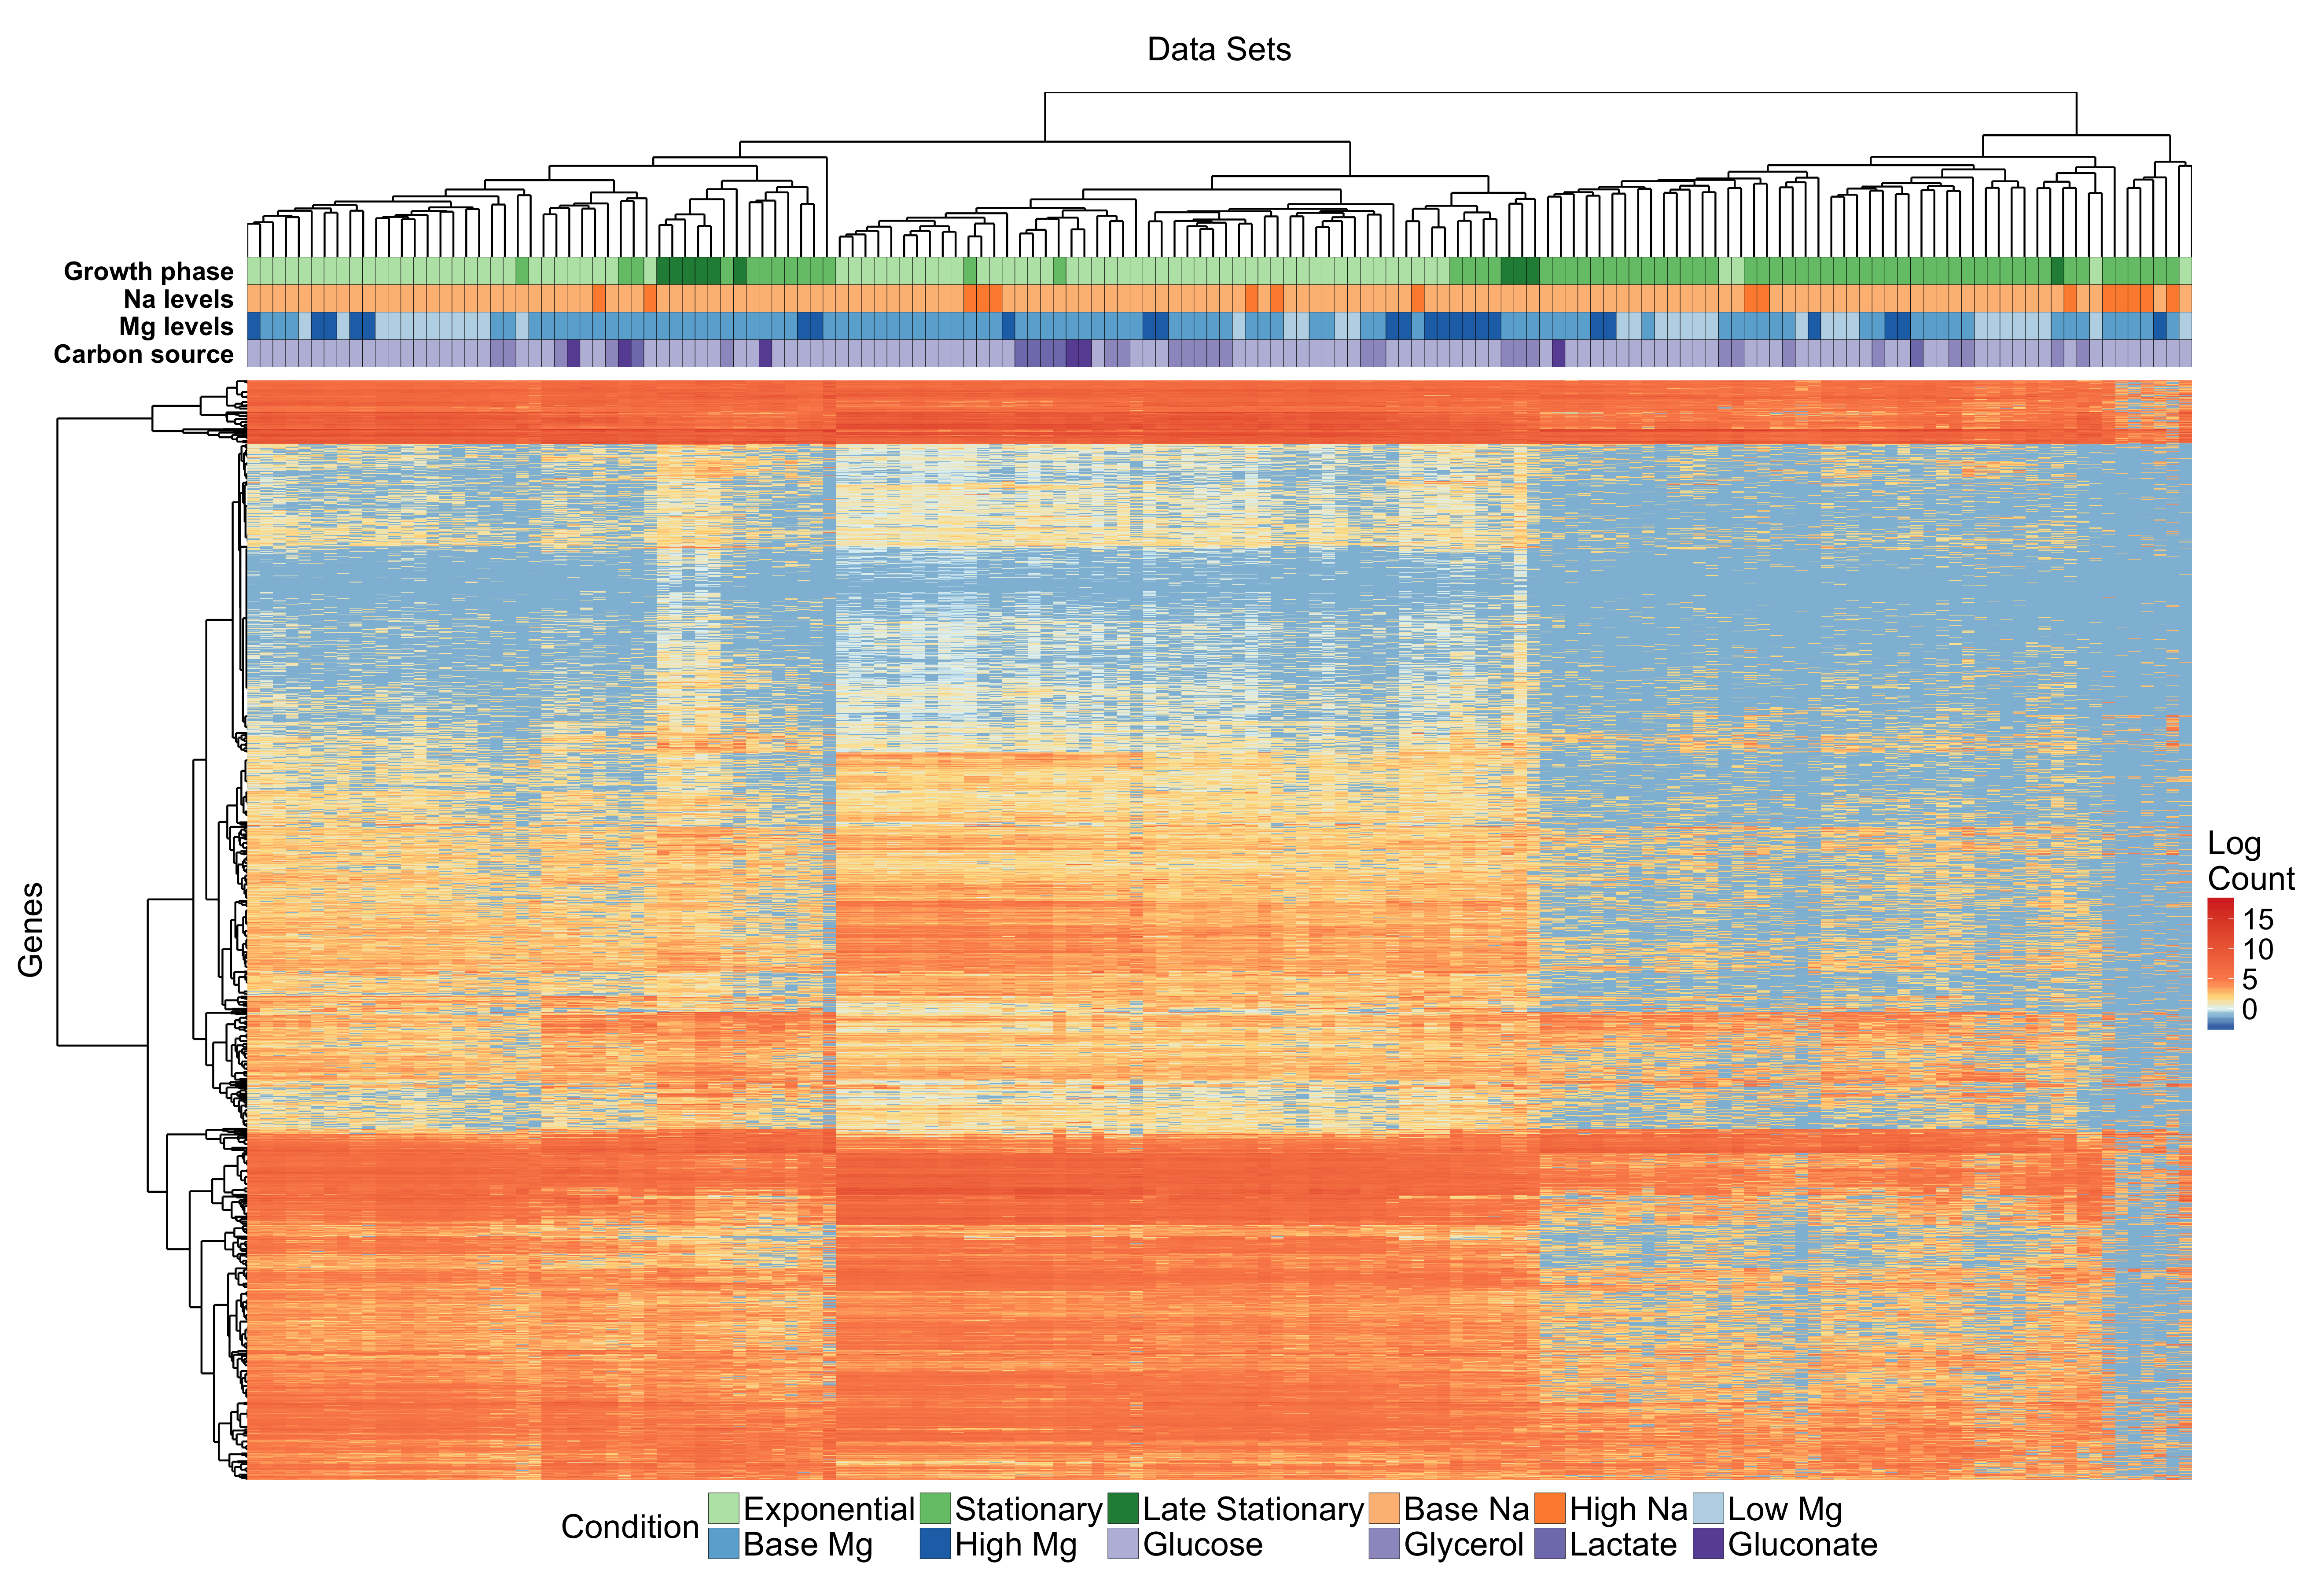 Data Sets
Growth phase
Na levels
Mg levels
Carbon source
Genes
Log
Count
15
10
5
0
Condition
Exponential Stationary Late Stationary Base Na High Na Low Mg
Base Mg High Mg Glucose Glycerol Lactate Gluconate